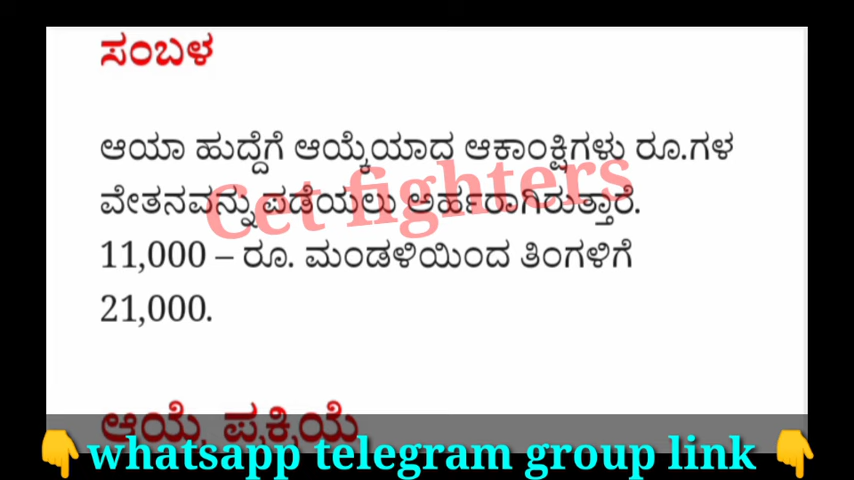 ಸಂಬಳ
ಆಯಾ ಹುದ್ದೆಗೆ ಆಯ್ಕೆಯಾದ ಆಕಾಂಕ್ಷಿಗಳು ರೂ.ಗಳ
ವೇತನವನ್ನು ಪಡೆಯಲು ಅರ್ಹರಾಗಿರುತ್ತಾರೆ.
Cet fighters
11,000 – ರೂ. ಮಂಡಳಿಯಿಂದ ತಿಂಗಳಿಗೆ
21,000.
ಆಯ್ಕೆ ಪ್ರಕ್ರಿಯೆ
👇whatsapp telegram group link 👇